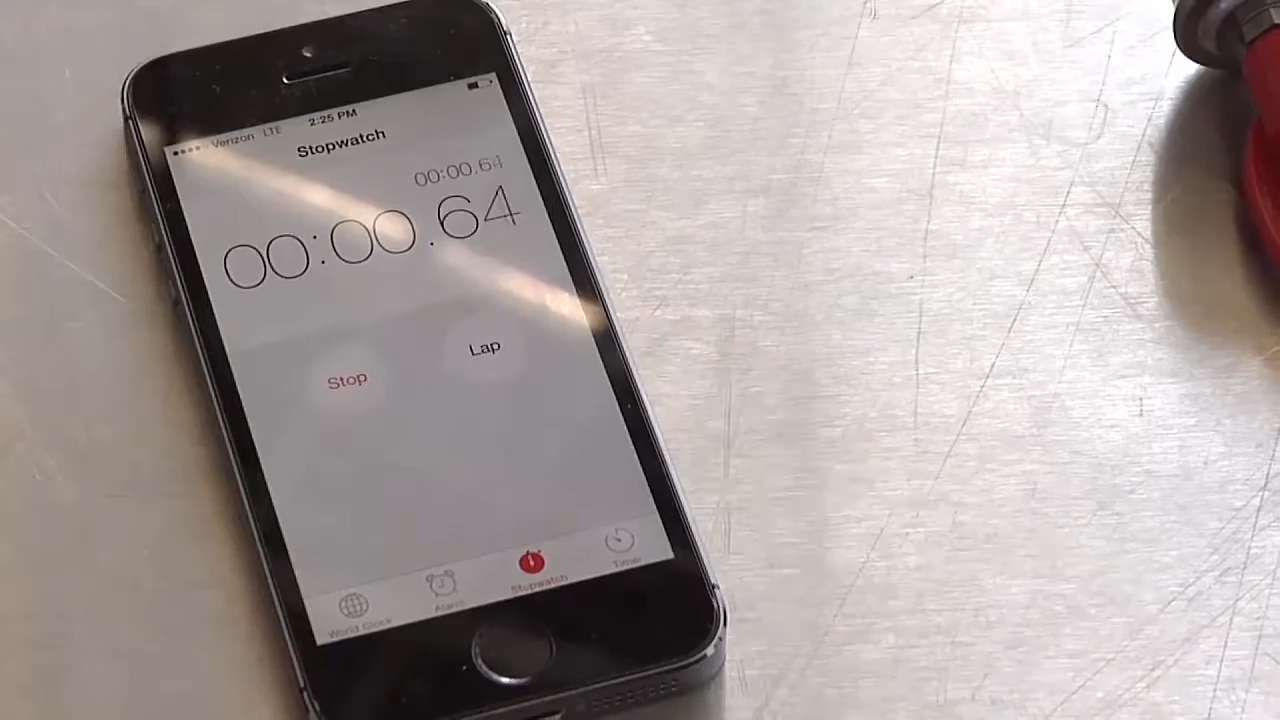 Verizon LTE 2:25 PM
Stopwatch
00:00.64
00:00.64
Stop Lap
World Clock Alarm Stopwatch Timer